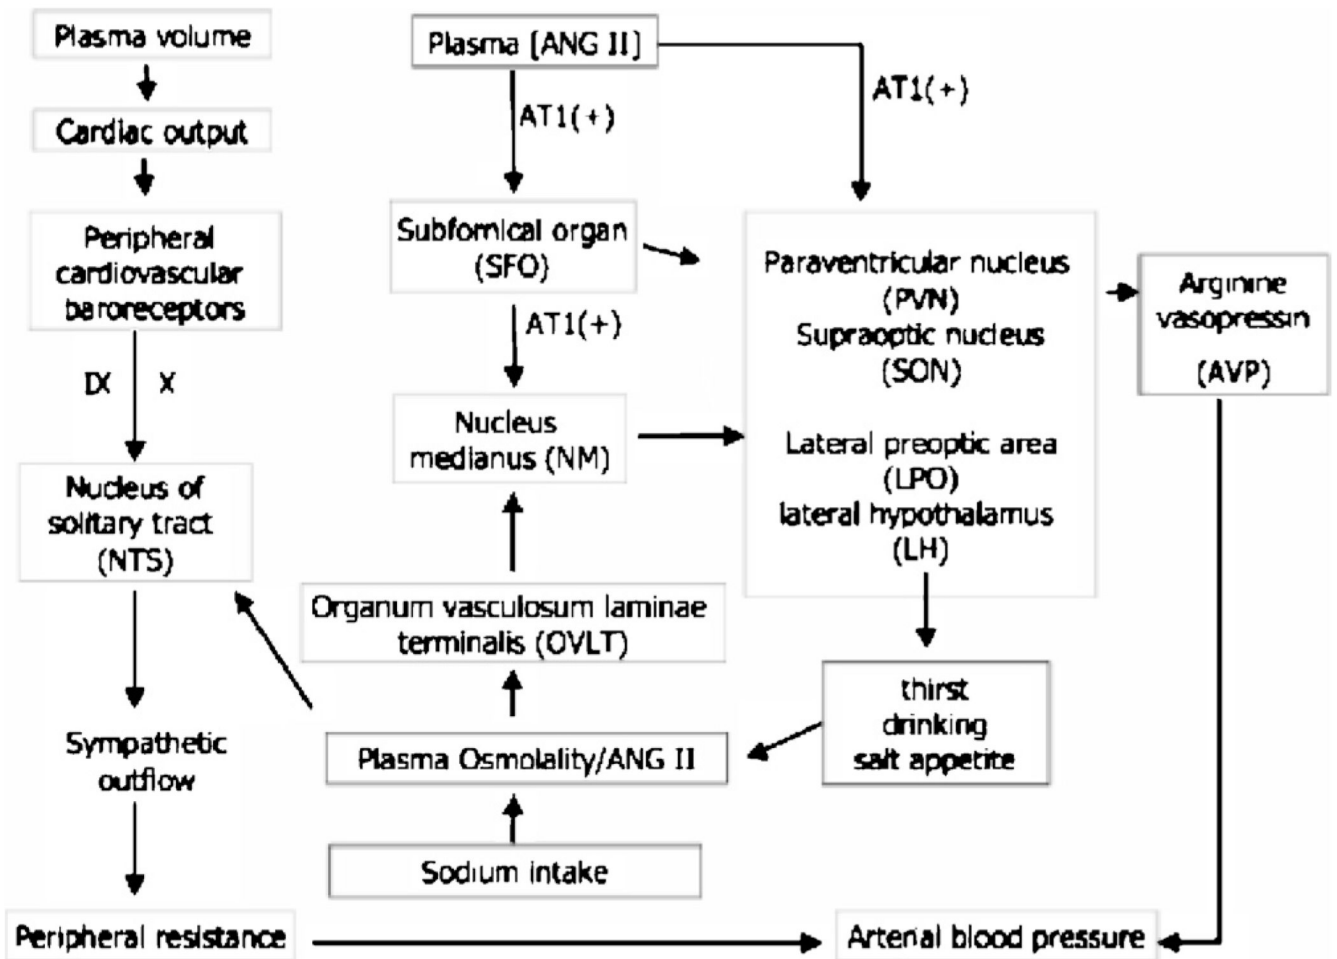 Plasma volume
Cardiac output
Peripheral
cardiovascular
baroreceptors
IX X
Nucleus of
solitary tract
(NTS)
Sympathetic
outflow
Peripheral resistance
Plasma [ANG II]
AT1(+)
AT1(+)
Subfornical organ
(SFO)
AT1(+)
Nucleus
medianus (NM)
Organum vasculosum laminae
terminalis (OVLT)
Plasma Osmolality/ANG II
Sodium intake
Paraventricular nucleus
(PVN)
Supraoptic nucleus
(SON)
Lateral preoptic area
(LPO)
lateral hypothalamus
(LH)
thirst
drinking
salt appetite
Arginine
vasopressin
(AVP)
Arterial blood pressure